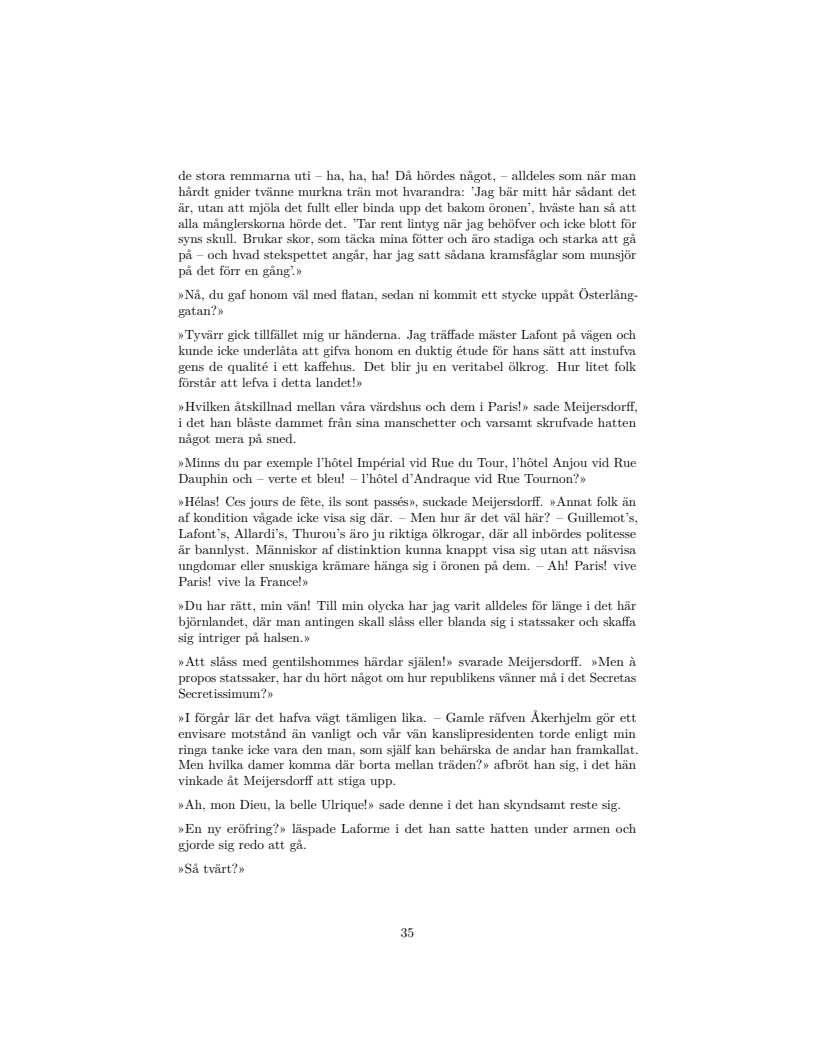 de stora remmarna uti – ha, ha, ha! Då hördes något, – alldeles som när man
hårdt gnider tvänne murkna trän mot hvarandra: ’Jag bär mitt hår sådant det
är, utan att mjöla det fullt eller binda upp det bakom öronen’, hväste han så att
alla månglerskorna hörde det. ’Tar rent lintyg när jag behöfver och icke blott för
syns skull. Brukar skor, som täcka mina fötter och äro stadiga och starka att gå
på – och hvad stekspettet angår, har jag satt sådana kramsfåglar som munsjör
på det förr en gång’.»
»Nå, du gaf honom väl med flatan, sedan ni kommit ett stycke uppåt Österlång-
gatan?»
»Tyvärr gick tillfället mig ur händerna. Jag träffade mäster Lafont på vägen och
kunde icke underlåta att gifva honom en duktig étude för hans sätt att instufva
gens de qualité i ett kaffehus. Det blir ju en veritabel ölkrog. Hur litet folk
förstår att lefva i detta landet!»
»Hvilken åtskillnad mellan våra värdshus och dem i Paris!» sade Meijersdorff,
i det han blåste dammet från sina manschetter och varsamt skrufvade hatten
något mera på sned.
»Minns du par exemple l’hôtel Impérial vid Rue du Tour, l’hôtel Anjou vid Rue
Dauphin och – verte et bleu! – l’hôtel d’Andraque vid Rue Tournon?»
»Hélas! Ces jours de fête, ils sont passés», suckade Meijersdorff. »Annat folk än
af kondition vågade icke visa sig där. – Men hur är det väl här? – Guillemot’s,
Lafont’s, Allardi’s, Thurou’s äro ju riktiga ölkrogar, där all inbördes politesse
är bannlyst. Människor af distinktion kunna knappt visa sig utan att näsvisa
ungdomar eller snuskiga krämare hänga sig i öronen på dem. – Ah! Paris! vive
Paris! vive la France!»
»Du har rätt, min vän! Till min olycka har jag varit alldeles för länge i det här
björnlandet, där man antingen skall slåss eller blanda sig i statssaker och skaffa
sig intriger på halsen.»
»Att slåss med gentilshommes härdar själen!» svarade Meijersdorff. »Men à
propos statssaker, har du hört något om hur republikens vänner må i det Secretas
Secretissimum?»
»I förgår lär det hafva vägt tämligen lika. – Gamle räfven Åkerhjelm gör ett
envisare motstånd än vanligt och vår vän kanslipresidenten torde enligt min
ringa tanke icke vara den man, som själf kan behärska de andar han framkallat.
Men hvilka damer komma där borta mellan träden?» afbröt han sig, i det hän
vinkade åt Meijersdorff att stiga upp.
»Ah, mon Dieu, la belle Ulrique!» sade denne i det han skyndsamt reste sig.
»En ny eröfring?» läspade Laforme i det han satte hatten under armen och
gjorde sig redo att gå.
»Så tvärt?»
35